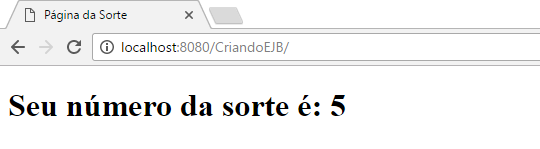 Página da Sorte
localhost:8080/CriandoEJB/
Seu número da sorte é: 5